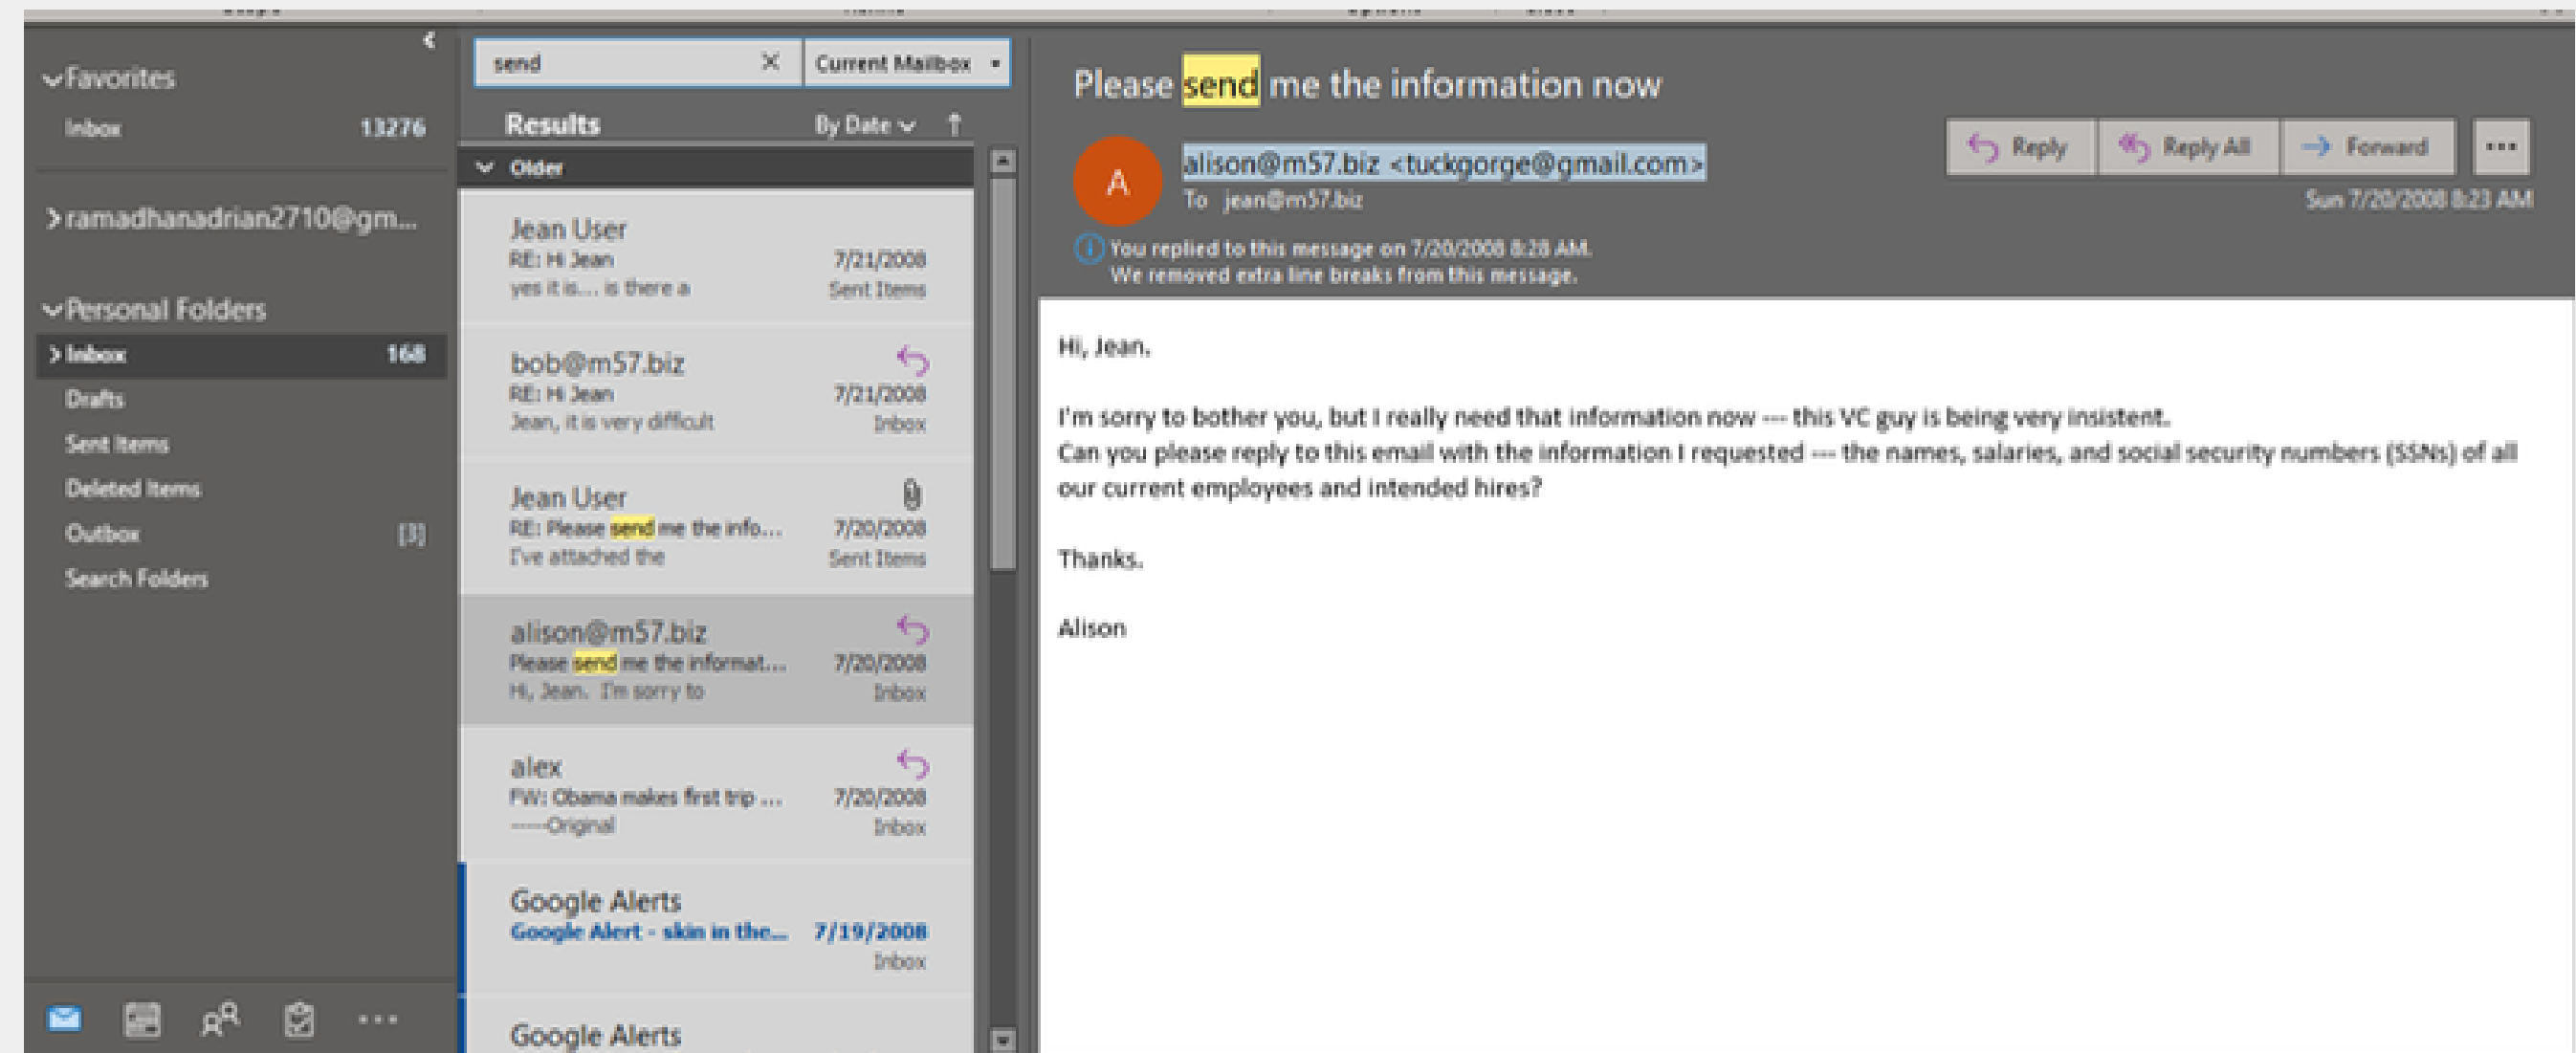 Favorites
Inbox 13276
ramadhanadrian2710@gm...
Personal Folders
Inbox 168
Drafts
Sent Items
Deleted Items
Outbox [3]
Search Folders
send Current Mailbox
Results By Date
Older
Jean User
RE: Hi Jean 7/21/2008
yes it is... is there a Sent Items
bob@m57.biz
RE: Hi Jean 7/21/2008
Jean, it is very difficult Inbox
Jean User
RE: Please send me the info... 7/20/2008
I've attached the Sent Items
alison@m57.biz
Please send me the informat... 7/20/2008
Hi, Jean. I'm sorry to Inbox
alex
FW: Obama makes first trip ... 7/20/2008
-----Original Inbox
Google Alerts
Google Alert - skin in the... 7/19/2008
Inbox
Google Alerts
Please send me the information now
A
alison@m57.biz <tuckgorge@gmail.com>
To jean@m57.biz
Reply Reply All Forward ...
Sun 7/20/2008 8:23 AM
You replied to this message on 7/20/2008 8:28 AM.
We removed extra line breaks from this message.
Hi, Jean.
I'm sorry to bother you, but I really need that information now --- this VC guy is being very insistent.
Can you please reply to this email with the information I requested --- the names, salaries, and social security numbers (SSNs) of all
our current employees and intended hires?
Thanks.
Alison